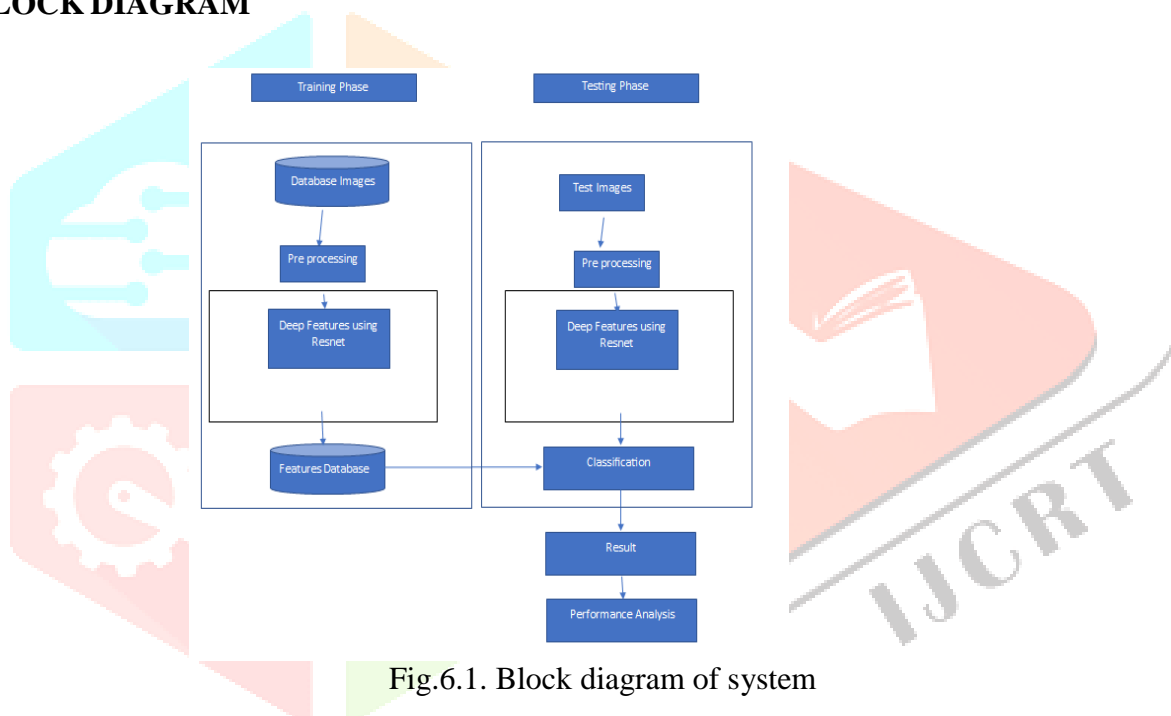 LOCK DIAGRAM
Training Phase
Testing Phase
Database Images
Test Images
Pre processing
Pre processing
Deep Features using
Resnet
Deep Features using
Resnet
Features Database
Classification
Result
Performance Analysis
IJCRT
Fig.6.1. Block diagram of system